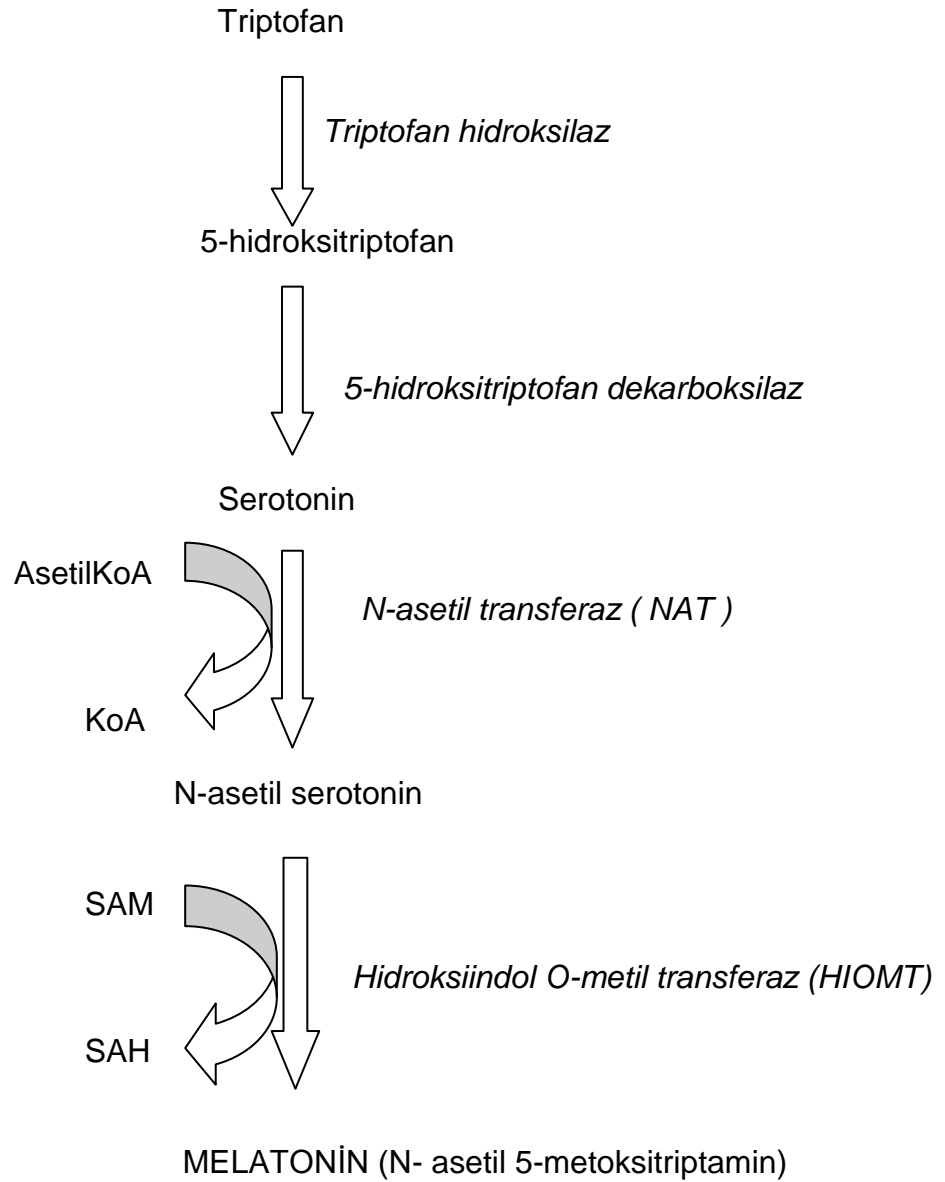 Triptofan
Triptofan hidroksilaz
5-hidroksitriptofan
5-hidroksitriptofan dekarboksilaz
Serotonin
AsetilKoA
N-asetil transferaz ( NAT )
KoA
N-asetil serotonin
SAM
Hidroksiindol O-metil transferaz (HIOMT)
SAH
MELATONİN (N- asetil 5-metoksitriptamin)